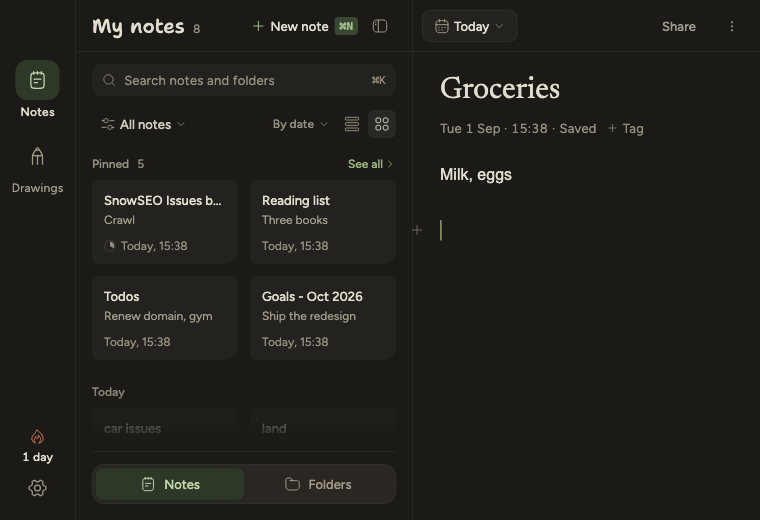 My notes 8
+ New note ⌘N
Today
Share
Notes
Drawings
Search notes and folders ⌘K
All notes
By date
Pinned 5
See all
SnowSEO Issues b...
Crawl
Today, 15:38
Reading list
Three books
Today, 15:38
Todos
Renew domain, gym
Today, 15:38
Goals - Oct 2026
Ship the redesign
Today, 15:38
Today
car issues
land
1 day
Notes
Folders
Groceries
Tue 1 Sep · 15:38 · Saved + Tag
Milk, eggs